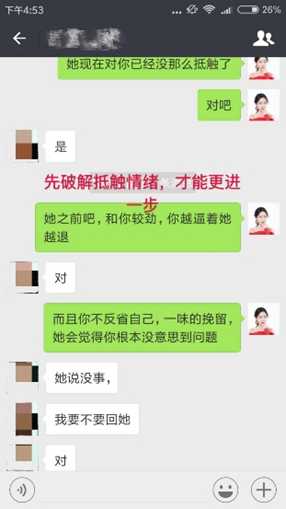 下午4:53
26%
她现在对你已经没那么抵触了
对吧
是
先破解抵触情绪，才能更进
一步
她之前吧，和你较劲，你越逼着她
越退
对
而且你不反省自己，一味的挽留，
她会觉得你根本没意思到问题
她说没事，
我要不要回她
对